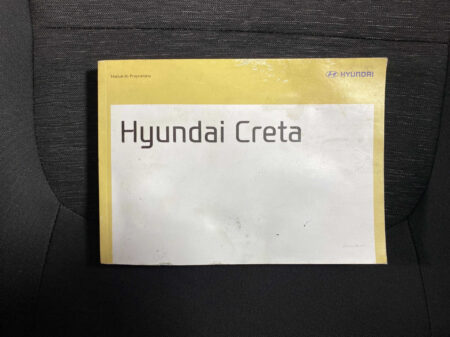 Manual do Proprietário
HYUNDAI
Hyundai Creta